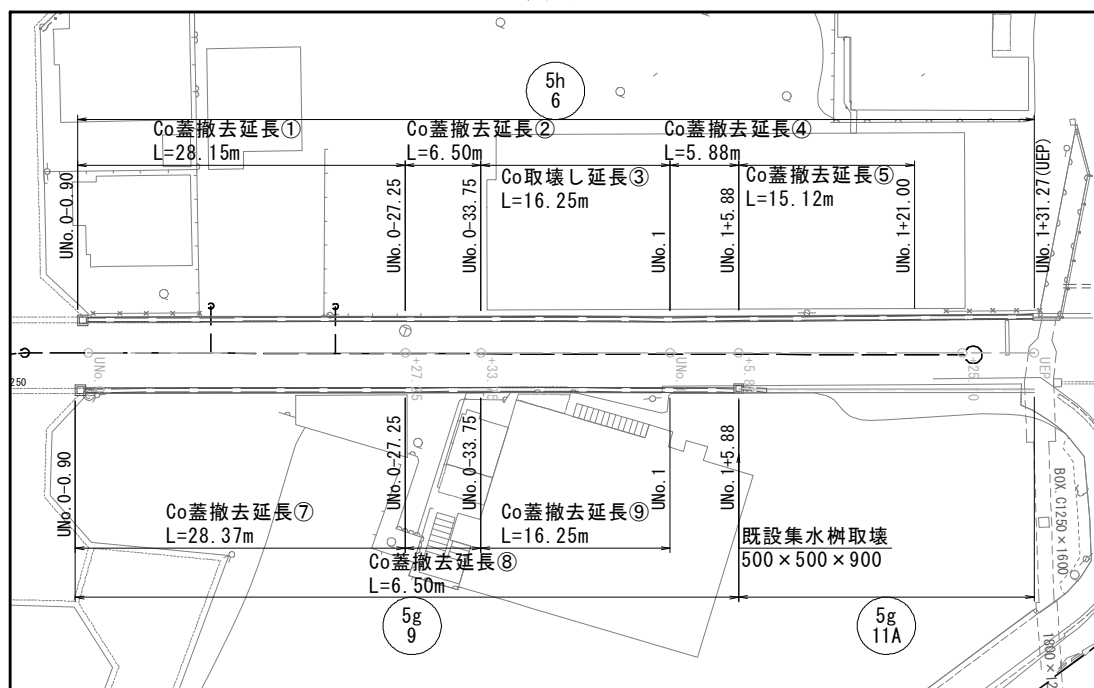 5h
6
Co蓋撤去延長①
L=28.15m
Co蓋撤去延長②
L=6.50m
Co蓋撤去延長④
L=5.88m
Co取壊し延長③
L=16.25m
Co蓋撤去延長⑤
L=15.12m
UNo.0-0.90
UNo.0-27.25
UNo.0-33.75
UNo.1
UNo.1+5.88
UNo.1+21.00
UNo.1+31.27(UEP)
250
UEP
UNo.0-0.90
UNo.0-27.25
UNo.0-33.75
UNo.1
UNo.1+5.88
Co蓋撤去延長⑦
L=28.37m
Co蓋撤去延長⑧
L=6.50m
Co蓋撤去延長⑨
L=16.25m
既設集水桝取壊
500×500×900
BOX.C1250×1600
5g
9
5g
11A